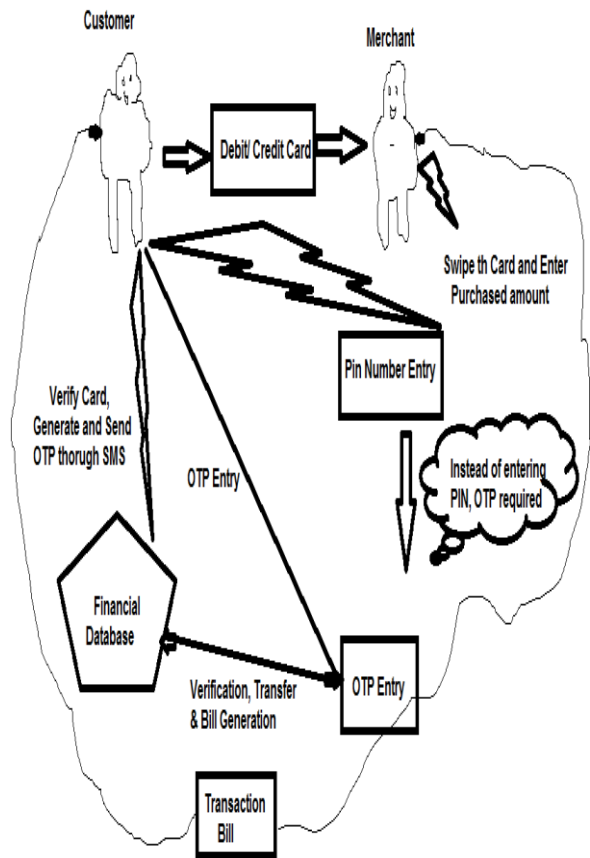 Customer
Merchant
Debit/ Credit Card
Swipe th Card and Enter
Purchased amount
Pin Number Entry
Verify Card,
Generate and Send
OTP thorugh SMS
OTP Entry
Instead of entering
PIN, OTP required
Financial
Database
Verification, Transfer
& Bill Generation
OTP Entry
Transaction
Bill